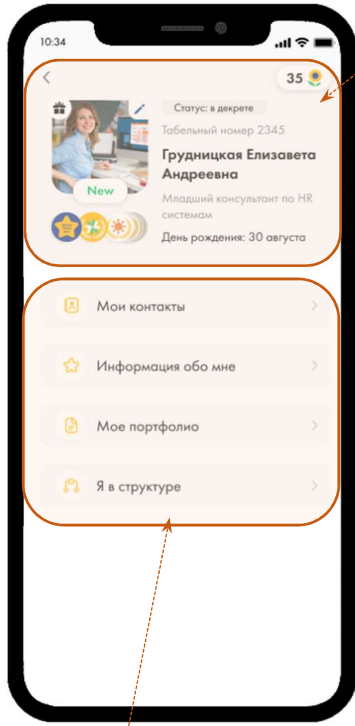 10:34
35
Статус: в декрете
Табельный номер 2345
Грудницкая Елизавета
Андреевна
New
Младший консультант по HR
системам
День рождения: 30 августа
Мои контакты
Информация обо мне
Мое портфолио
Я в структуре